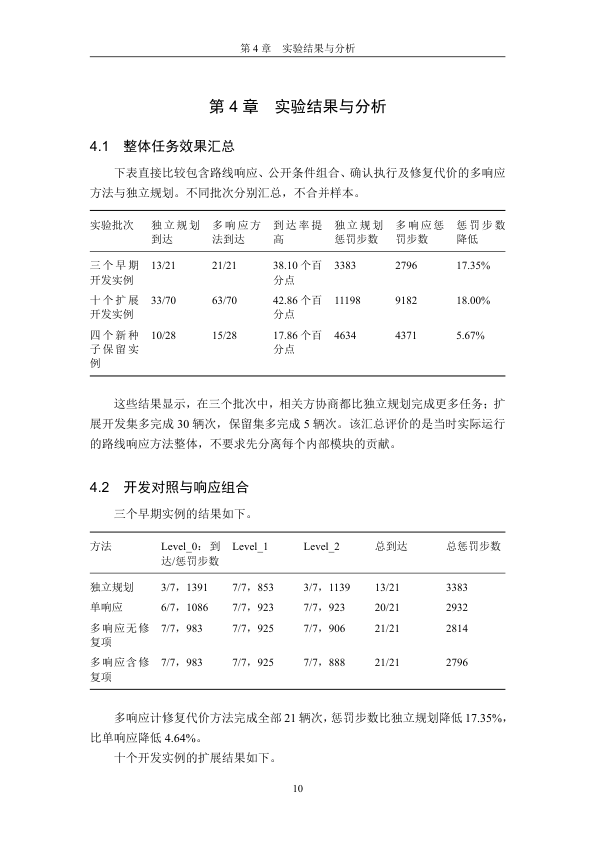 第 4 章 实验结果与分析
第 4 章 实验结果与分析
4.1 整体任务效果汇总
下表直接比较包含路线响应、公开条件组合、确认执行及修复代价的多响应
方法与独立规划。不同批次分别汇总，不合并样本。
实验批次 独立规划 多响应方 到达率提 独立规划 多响应惩 惩罚步数
到达 法到达 高 惩罚步数 罚步数 降低
三个早期 13/21 21/21 38.10 个百 3383 2796 17.35%
开发实例 分点
十个扩展 33/70 63/70 42.86 个百 11198 9182 18.00%
开发实例 分点
四个新种 10/28 15/28 17.86 个百 4634 4371 5.67%
子保留实 分点
例
这些结果显示，在三个批次中，相关方协商都比独立规划完成更多任务；扩
展开发集多完成 30 辆次，保留集多完成 5 辆次。该汇总评价的是当时实际运行
的路线响应方法整体，不要求先分离每个内部模块的贡献。
4.2 开发对照与响应组合
三个早期实例的结果如下。
方法 Level_0：到 Level_1 Level_2 总到达 总惩罚步数
达/惩罚步数
独立规划 3/7，1391 7/7，853 3/7，1139 13/21 3383
单响应 6/7，1086 7/7，923 7/7，923 20/21 2932
多响应无修 7/7，983 7/7，925 7/7，906 21/21 2814
复项
多响应含修 7/7，983 7/7，925 7/7，888 21/21 2796
复项
多响应计修复代价方法完成全部 21 辆次，惩罚步数比独立规划降低 17.35%，
比单响应降低 4.64%。
十个开发实例的扩展结果如下。
10